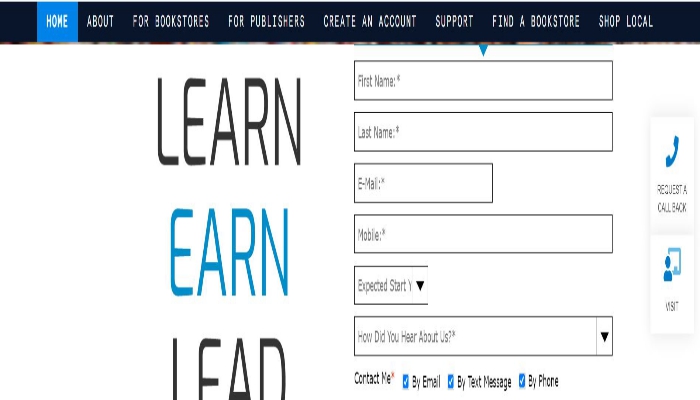 HOME ABOUT FOR BOOKSTORES FOR PUBLISHERS CREATE AN ACCOUNT SUPPORT FIND A BOOKSTORE SHOP LOCAL
LEARN
EARN
LEAD
First Name: *
Last Name:*
E-Mail:*
Mobile:*
Expected Start Y
How Did You Hear About Us?*
Contact Me* By Email By Text Message By Phone
REQUEST A
CALL BACK
VISIT